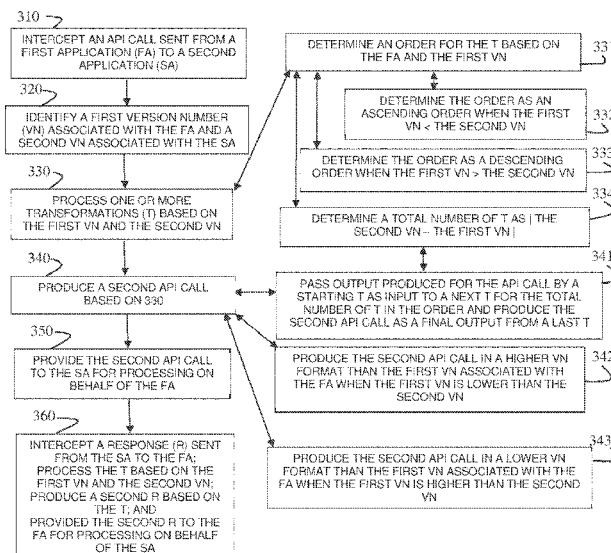 310
INTERCEPT AN API CALL SENT FROM A
FIRST APPLICATION (FA) TO A SECOND
APPLICATION (SA)
320
IDENTIFY A FIRST VERSION NUMBER
(VN) ASSOCIATED WITH THE FA AND A
SECOND VN ASSOCIATED WITH THE SA
330
PROCESS ONE OR MORE
TRANSFORMATIONS (T) BASED ON
THE FIRST VN AND THE SECOND VN
340
PRODUCE A SECOND API CALL
BASED ON 330
350
PROVIDE THE SECOND API CALL
TO THE SA FOR PROCESSING ON
BEHALF OF THE FA
360
INTERCEPT A RESPONSE (R) SENT
FROM THE SA TO THE FA;
PROCESS THE T BASED ON THE
FIRST VN AND THE SECOND VN;
PRODUCE A SECOND R BASED ON
THE T; AND
PROVIDED THE SECOND R TO THE
FA FOR PROCESSING ON BEHALF
OF THE SA
331
DETERMINE AN ORDER FOR THE T BASED ON
THE FA AND THE FIRST VN
332
DETERMINE THE ORDER AS AN
ASCENDING ORDER WHEN THE FIRST
VN < THE SECOND VN
333
DETERMINE THE ORDER AS A DESCENDING
ORDER WHEN THE FIRST VN > THE SECOND VN
334
DETERMINE A TOTAL NUMBER OF T AS | THE
SECOND VN – THE FIRST VN |
341
PASS OUTPUT PRODUCED FOR THE API CALL BY A
STARTING T AS INPUT TO A NEXT T FOR THE TOTAL
NUMBER OF T IN THE ORDER AND PRODUCE THE
SECOND API CALL AS A FINAL OUTPUT FROM A LAST T
342
PRODUCE THE SECOND API CALL IN A HIGHER VN
FORMAT THAN THE FIRST VN ASSOCIATED WITH
THE FA WHEN THE FIRST VN IS LOWER THAN THE
SECOND VN
343
PRODUCE THE SECOND API CALL IN A LOWER VN
FORMAT THAN THE FIRST VN ASSOCIATED WITH THE
FA WHEN THE FIRST VN IS HIGHER THAN THE SECOND
VN